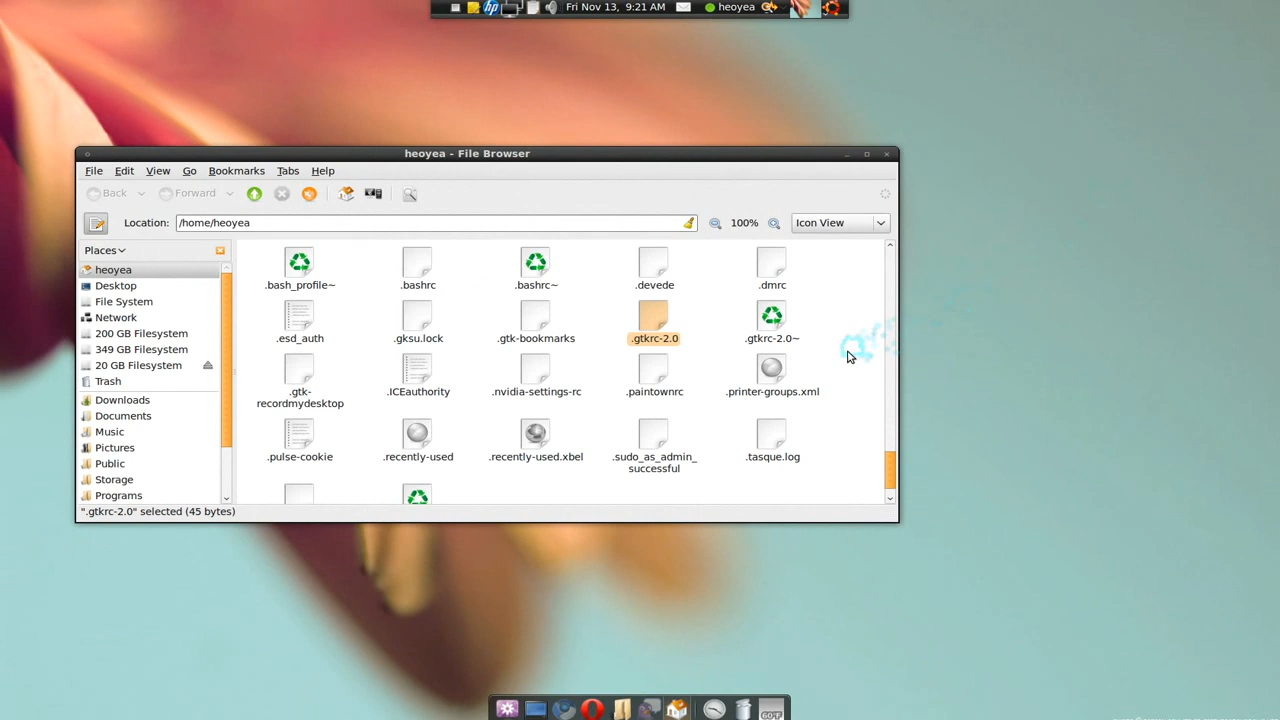 hp Fri Nov 13, 9:21 AM heoyea
heoyea - File Browser
File Edit View Go Bookmarks Tabs Help
Back Forward
Location: /home/heoyea 100% Icon View
Places
heoyea
Desktop
File System
Network
200 GB Filesystem
349 GB Filesystem
20 GB Filesystem
Trash
Downloads
Documents
Music
Pictures
Public
Storage
Programs
.bash_profile~ .bashrc .bashrc~ .devede .dmrc
.esd_auth .gksu.lock .gtk-bookmarks .gtkrc-2.0 .gtkrc-2.0~
.gtk-
recordmydesktop .ICEauthority .nvidia-settings-rc .paintownrc .printer-groups.xml
.pulse-cookie .recently-used .recently-used.xbel .sudo_as_admin_
successful .tasque.log
".gtkrc-2.0" selected (45 bytes)